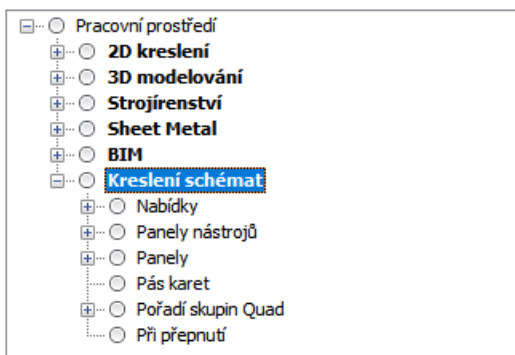 Pracovní prostředí
2D kreslení
3D modelování
Strojírenství
Sheet Metal
BIM
Kreslení schémat
Nabídky
Panely nástrojů
Panely
Pás karet
Pořadí skupin Quad
Při přepnutí